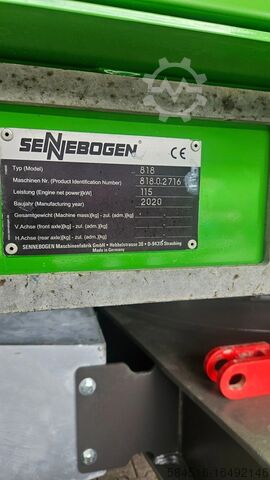 SENNEBOGEN
CE
Typ (Model) 818
Maschinen Nr. (Product Identification Number) 818.0.2716
Leistung (Engine net power)[kW] 115
Baujahr (Manufacturing year) 2020
Gesamtgewicht (Machine mass)[kg] - zul. (adm.)[kg] - -
V.Achse (front axle)[kg] - zul. (adm.)[kg] - -
H.Achse (rear axle)[kg] - zul. (adm.)[kg] - -
SENNEBOGEN Maschinenfabrik GmbH • Hebbelstrasse 30 • D-94315 Straubing
Made in Germany
584516-16492146